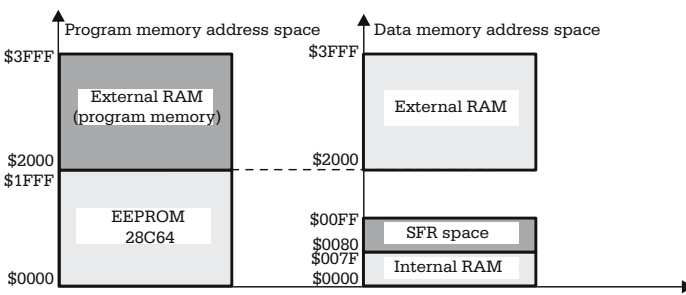 Program memory address space
$3FFF
External RAM
(program memory)
$2000
$1FFF
EEPROM
28C64
$0000
Data memory address space
$3FFF
External RAM
$2000
$00FF
SFR space
$0080
$007F
Internal RAM
$0000